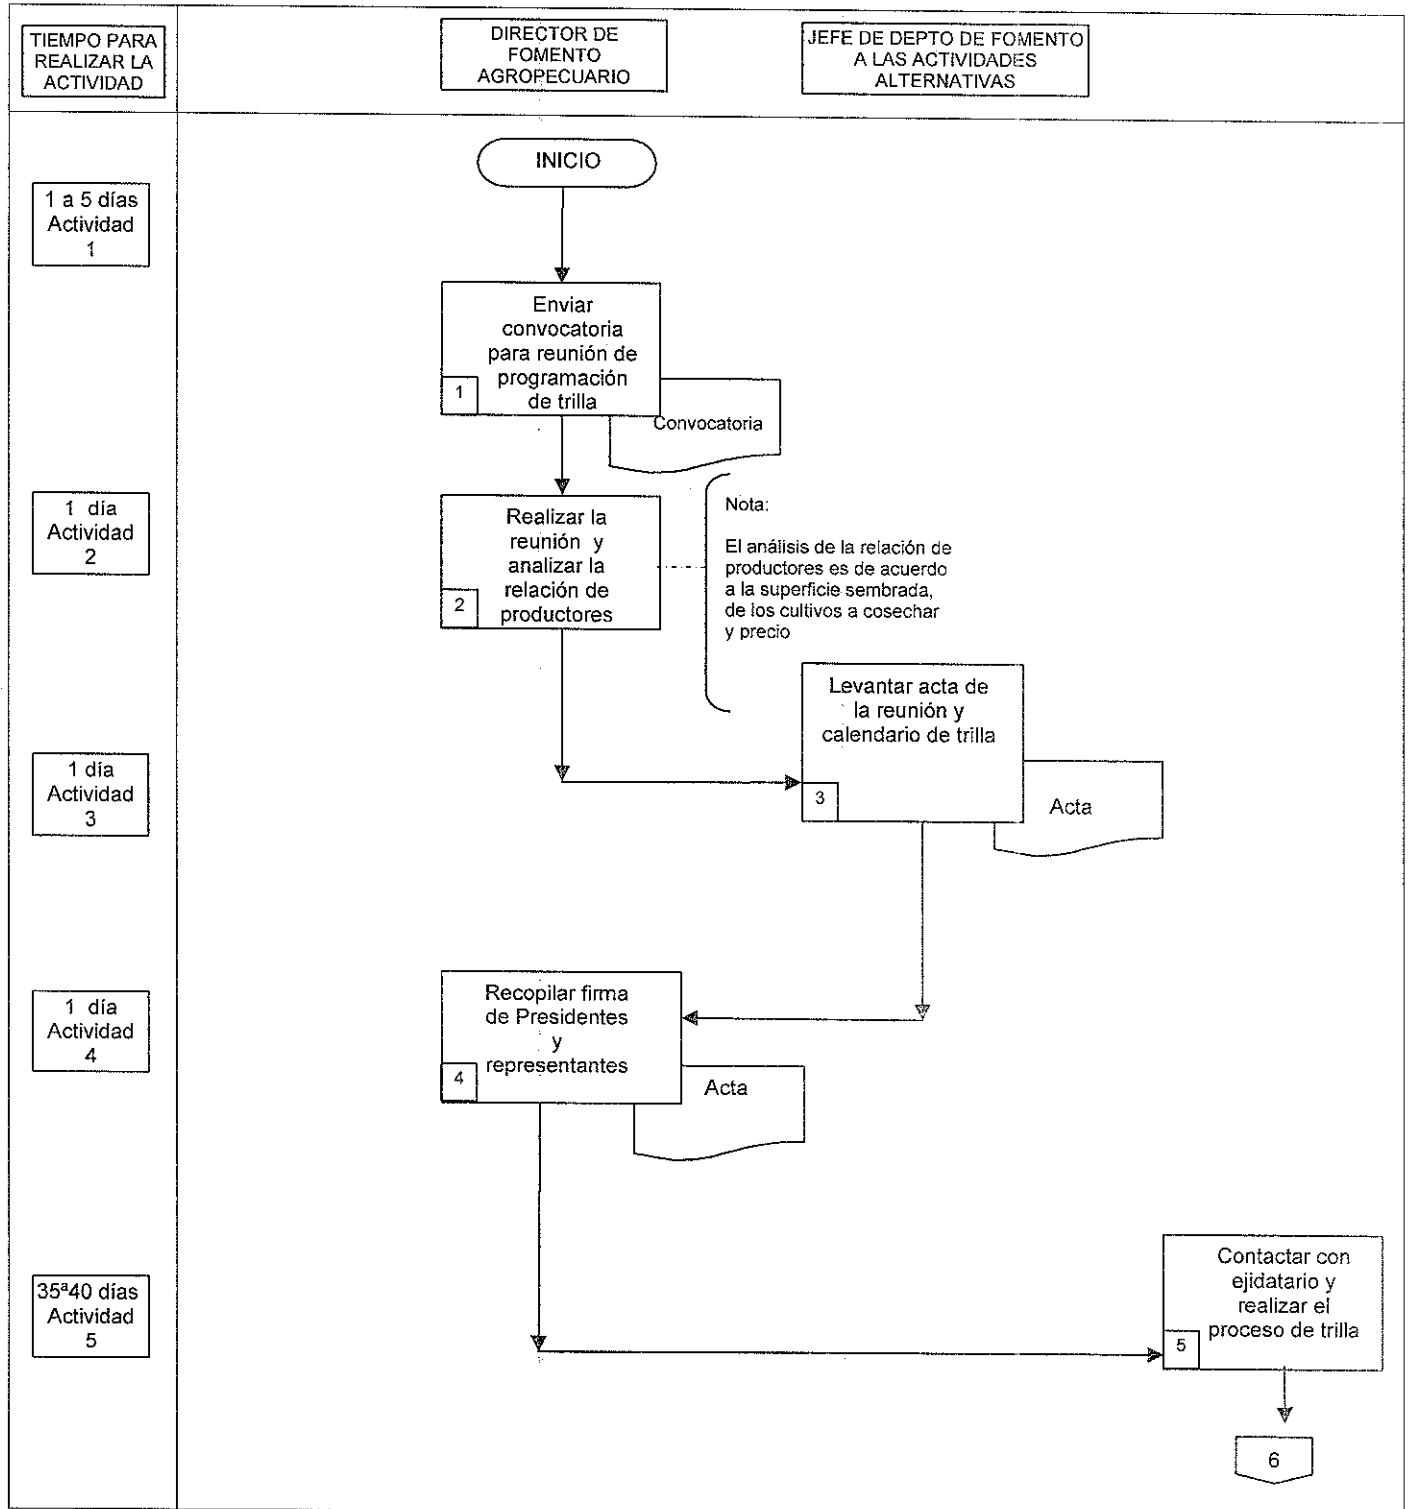 TIEMPO PARA
REALIZAR LA
ACTIVIDAD
DIRECTOR DE
FOMENTO
AGROPECUARIO
JEFE DE DEPTO DE FOMENTO
A LAS ACTIVIDADES
ALTERNATIVAS
INICIO
1 a 5 días
Actividad
1
Enviar
convocatoria
para reunión de
programación
de trilla
1
Convocatoria
1 día
Actividad
2
Realizar la
reunión y
analizar la
relación de
productores
2
Nota:
El análisis de la relación de
productores es de acuerdo
a la superficie sembrada,
de los cultivos a cosechar
y precio
Levantar acta de
la reunión y
calendario de trilla
3
Acta
1 día
Actividad
3
1 día
Actividad
4
Recopilar firma
de Presidentes
y
representantes
4
Acta
35ª40 días
Actividad
5
Contactar con
ejidatario y
realizar el
proceso de trilla
5
6